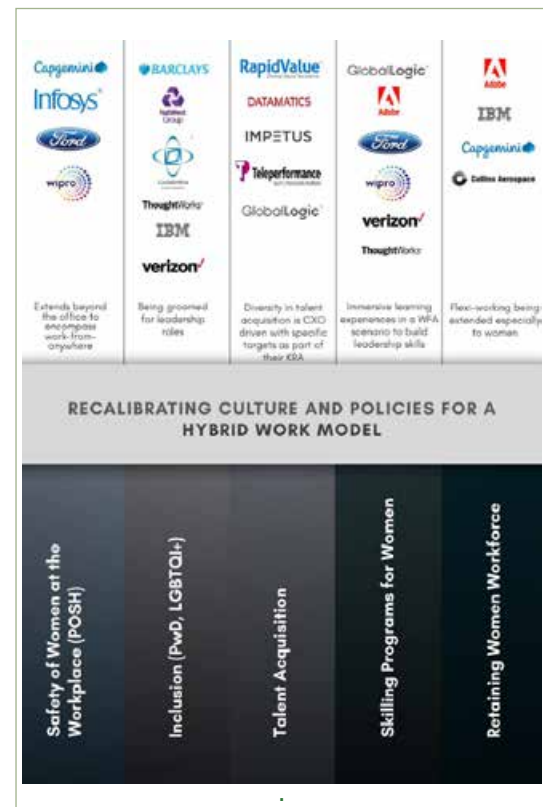 Capgemini
Infosys
Ford
wipro
Extends beyond
the office to
encompass
work-from-
anywhere
BARCLAYS
NatWest
Group
ThoughtWorks
IBM
verizon
Being groomed
for leadership
roles
RapidValue
DATAMATICS
IMPETUS
Teleperformance
GlobalLogic
Diversity in talent
acquisition is CXO
driven with specific
targets as part of
their KRA
GlobalLogic
Adobe
Ford
wipro
verizon
ThoughtWorks
Immersive learning
experiences in a WFA
scenario to build
leadership skills
Adobe
IBM
Capgemini
Collins Aerospace
Flexi-working being
extended especially
to women
RECALIBRATING CULTURE AND POLICIES FOR A
HYBRID WORK MODEL
Safety of Women at the
Workplace (POSH)
Inclusion (PwD, LGBTQI+)
Talent Acquisition
Skilling Programs for Women
Retaining Women Workforce